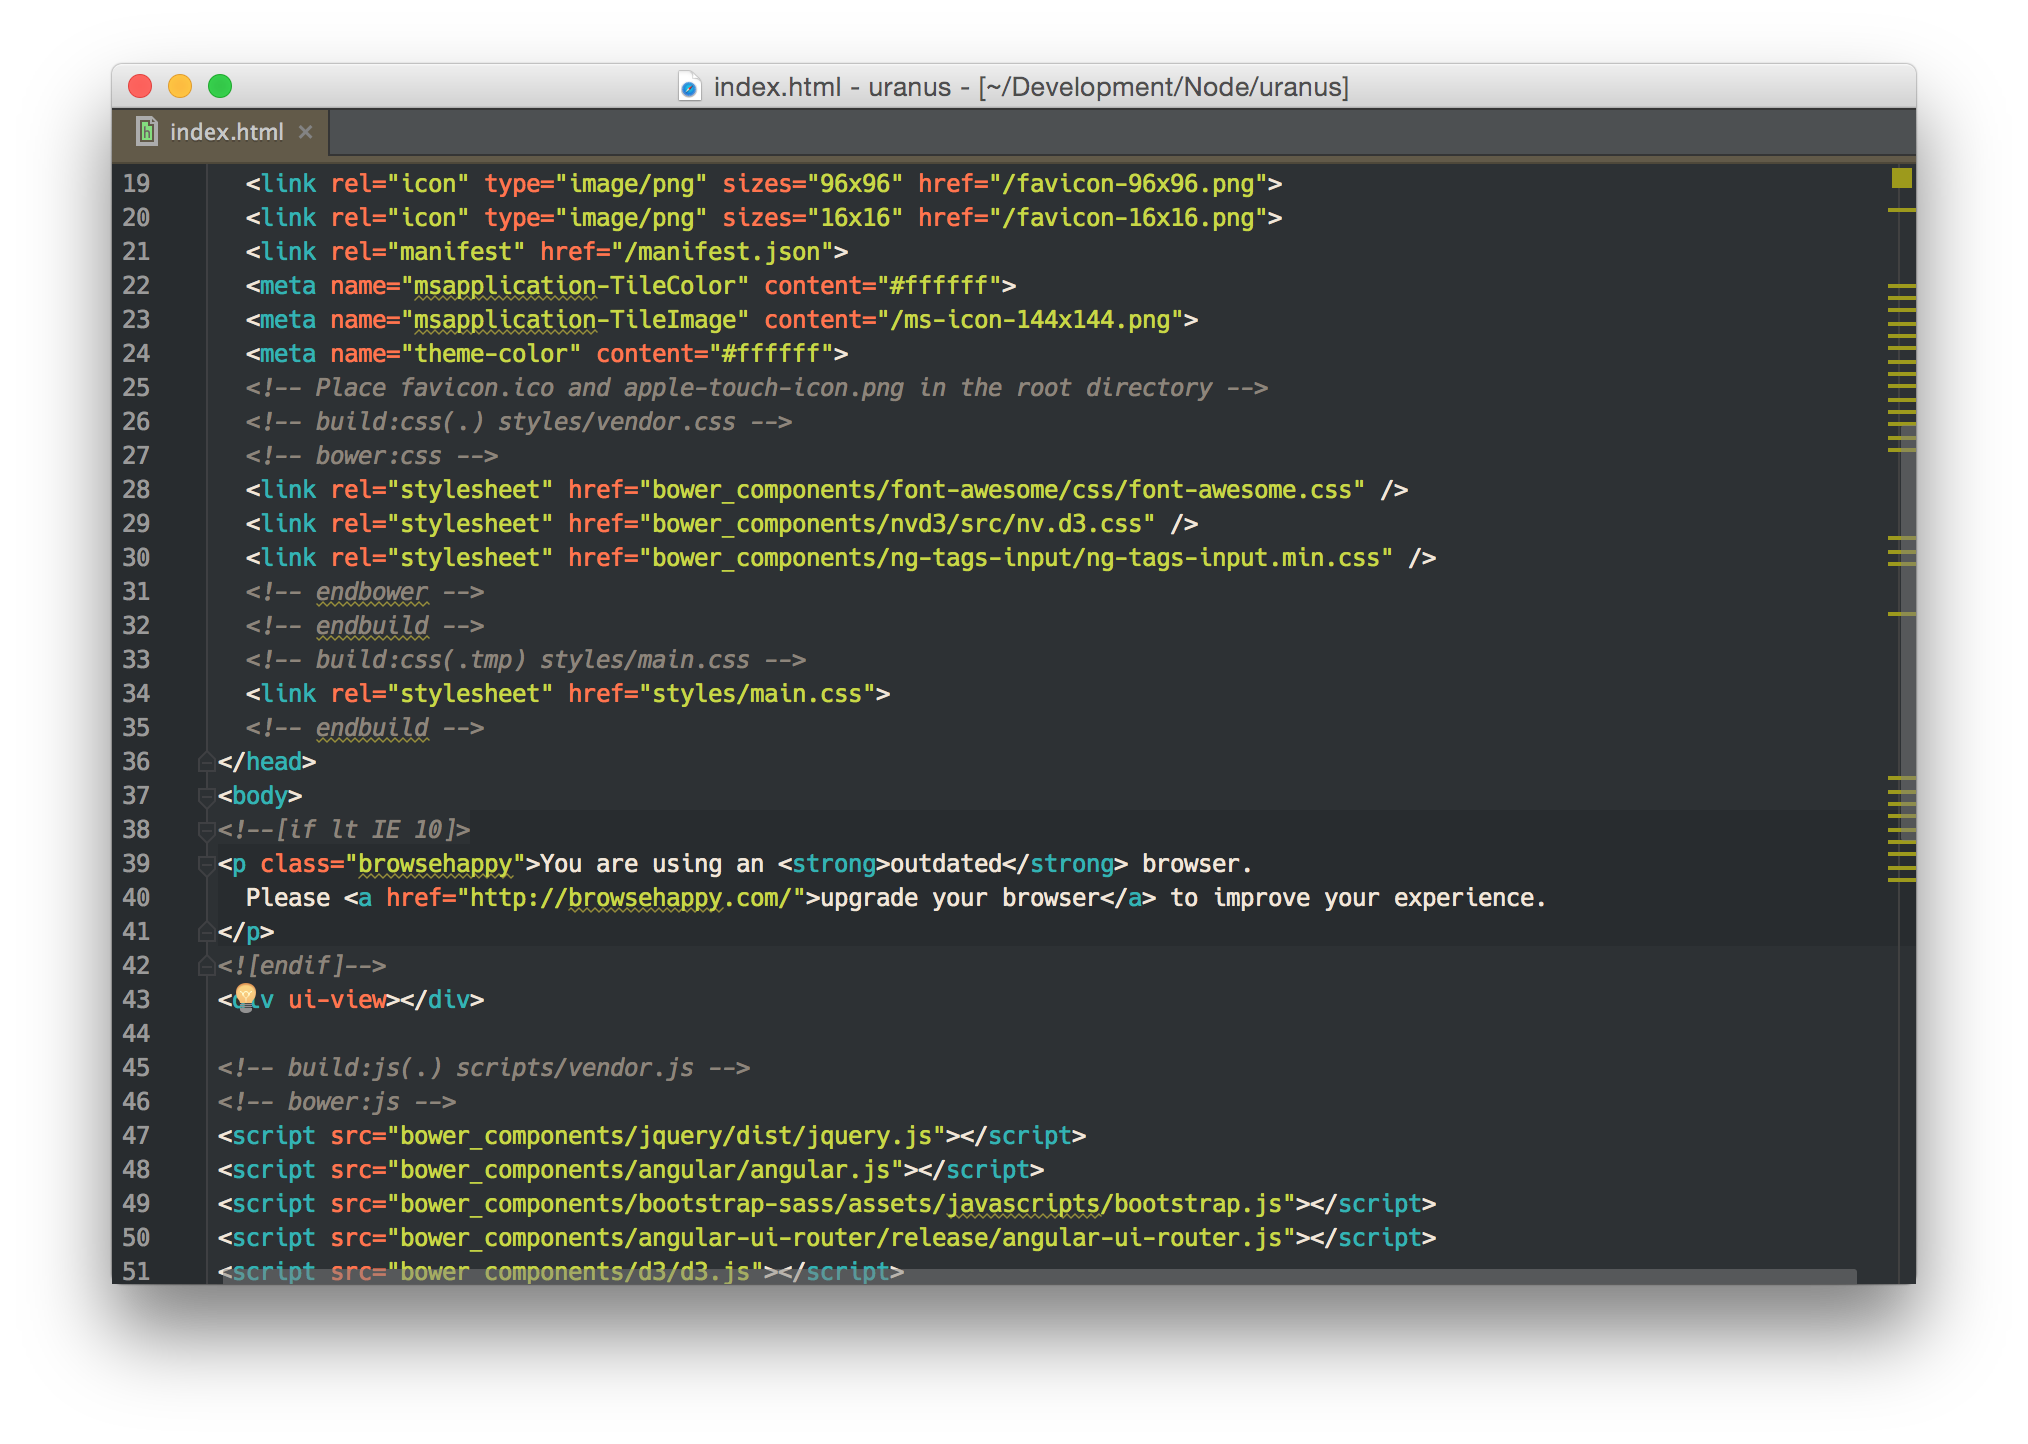 index.html - uranus - [~/Development/Node/uranus]
index.html
19 <link rel="icon" type="image/png" sizes="96x96" href="/favicon-96x96.png">
20 <link rel="icon" type="image/png" sizes="16x16" href="/favicon-16x16.png">
21 <link rel="manifest" href="/manifest.json">
22 <meta name="msapplication-TileColor" content="#ffffff">
23 <meta name="msapplication-TileImage" content="/ms-icon-144x144.png">
24 <meta name="theme-color" content="#ffffff">
25 <!-- Place favicon.ico and apple-touch-icon.png in the root directory -->
26 <!-- build:css(.) styles/vendor.css -->
27 <!-- bower:css -->
28 <link rel="stylesheet" href="bower_components/font-awesome/css/font-awesome.css" />
29 <link rel="stylesheet" href="bower_components/nvd3/src/nv.d3.css" />
30 <link rel="stylesheet" href="bower_components/ng-tags-input/ng-tags-input.min.css" />
31 <!-- endbower -->
32 <!-- endbuild -->
33 <!-- build:css(.tmp) styles/main.css -->
34 <link rel="stylesheet" href="styles/main.css">
35 <!-- endbuild -->
36 </head>
37 <body>
38 <!--[if lt IE 10]>
39 <p class="browsehappy">You are using an <strong>outdated</strong> browser.
40 Please <a href="http://browsehappy.com/">upgrade your browser</a> to improve your experience.
41 </p>
42 <![endif]-->
43 <div ui-view></div>
44
45 <!-- build:js(.) scripts/vendor.js -->
46 <!-- bower:js -->
47 <script src="bower_components/jquery/dist/jquery.js"></script>
48 <script src="bower_components/angular/angular.js"></script>
49 <script src="bower_components/bootstrap-sass/assets/javascripts/bootstrap.js"></script>
50 <script src="bower_components/angular-ui-router/release/angular-ui-router.js"></script>
51 <script src="bower_components/d3/d3.js"></script>